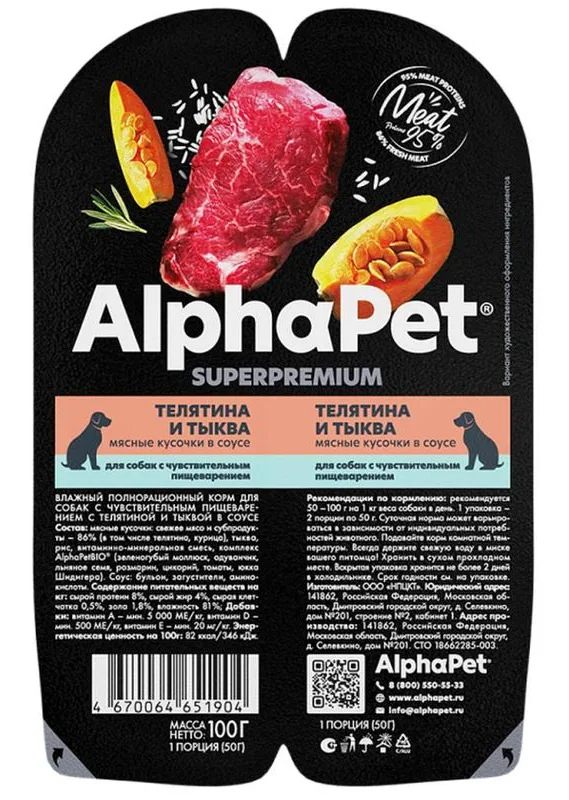 95% MEAT PROTEINS
Meat
Proteins
95%
86% FRESH MEAT
Вариант художественного оформления ингредиентов
AlphaPet®
SUPERPREMIUM
ТЕЛЯТИНА
И ТЫКВА
МЯСНЫЕ КУСОЧКИ В СОУСЕ
для собак с чувствительным
пищеварением
ТЕЛЯТИНА
И ТЫКВА
МЯСНЫЕ КУСОЧКИ В СОУСЕ
для собак с чувствительным
пищеварением
ВЛАЖНЫЙ ПОЛНОРАЦИОННЫЙ КОРМ ДЛЯ
СОБАК С ЧУВСТВИТЕЛЬНЫМ ПИЩЕВАРЕ-
НИЕМ С ТЕЛЯТИНОЙ И ТЫКВОЙ В СОУСЕ
Состав: мясные кусочки: свежее мясо и субпродук-
ты – 86% (в том числе телятина, курица), тыква,
рис, витаминно-минеральная смесь, комплекс
AlphaPetBIO® (зеленогубый моллюск, одуванчик,
льняное семя, розмарин, цикорий, томаты, юкка
Шидигера). Соус: бульон, загустители, амино-
кислоты. Содержание питательных веществ на
кг: сырой протеин 8%, сырой жир 4%, сырая клет-
чатка 0,5%, зола 1,8%, влажность 81%; Добав-
ки: витамин А – мин. 5 000 МЕ/кг, витамин D –
мин. 500 МЕ/кг, витамин Е – мин. 20 мг/кг. Энер-
гетическая ценность на 100г: 82 ккал/346 кДж.
Рекомендации по кормлению: рекомендуется
50 – 100 г на 1 кг веса собаки в день. 1 упаковка –
2 порции по 50 г. Суточная норма может варьиро-
ваться в зависимости от индивидуальных потреб-
ностей животного. Подавайте корм комнатной тем-
пературы. Всегда держите свежую воду в миске
вашего питомца! Хранить в сухом прохладном
месте. Вскрытая упаковка хранится не более 2 дней
в холодильнике. Срок годности см. на упаковке.
Изготовитель: ООО «НПЦКТ» Юридический адрес:
141862, Российская Федерация, Московская об-
ласть, Дмитровский городской округ, д. Селевкино,
дом №201, строение №2, кабинет 1. Адрес про-
изводства: 141862, Российская Федерация,
Московская область, Дмитровский городской округ,
д. Селевкино, дом №201. СТО 18662285-003.
4 670064 651904
МАССА
НЕТТО: 100Г
1 ПОРЦИЯ (50Г)
AlphaPet®
8 (800) 550-55-33
www.alphapet.ru
info@alphapet.ru
1 ПОРЦИЯ (50Г)